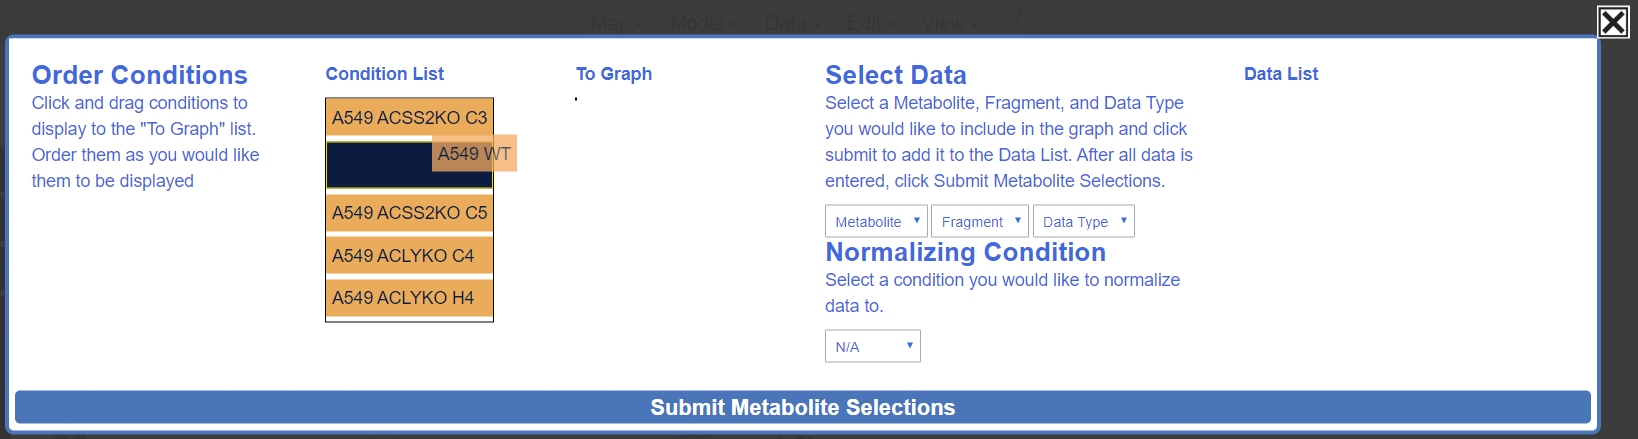 Map Model Data Edit View ?
Order Conditions
Click and drag conditions to
display to the "To Graph" list.
Order them as you would like
them to be displayed
Condition List
A549 ACSS2KO C3
A549 WT
A549 ACSS2KO C5
A549 ACLYKO C4
A549 ACLYKO H4
To Graph
Select Data
Select a Metabolite, Fragment, and Data Type
you would like to include in the graph and click
submit to add it to the Data List. After all data is
entered, click Submit Metabolite Selections.
Metabolite Fragment Data Type
Normalizing Condition
Select a condition you would like to normalize
data to.
N/A
Data List
Submit Metabolite Selections